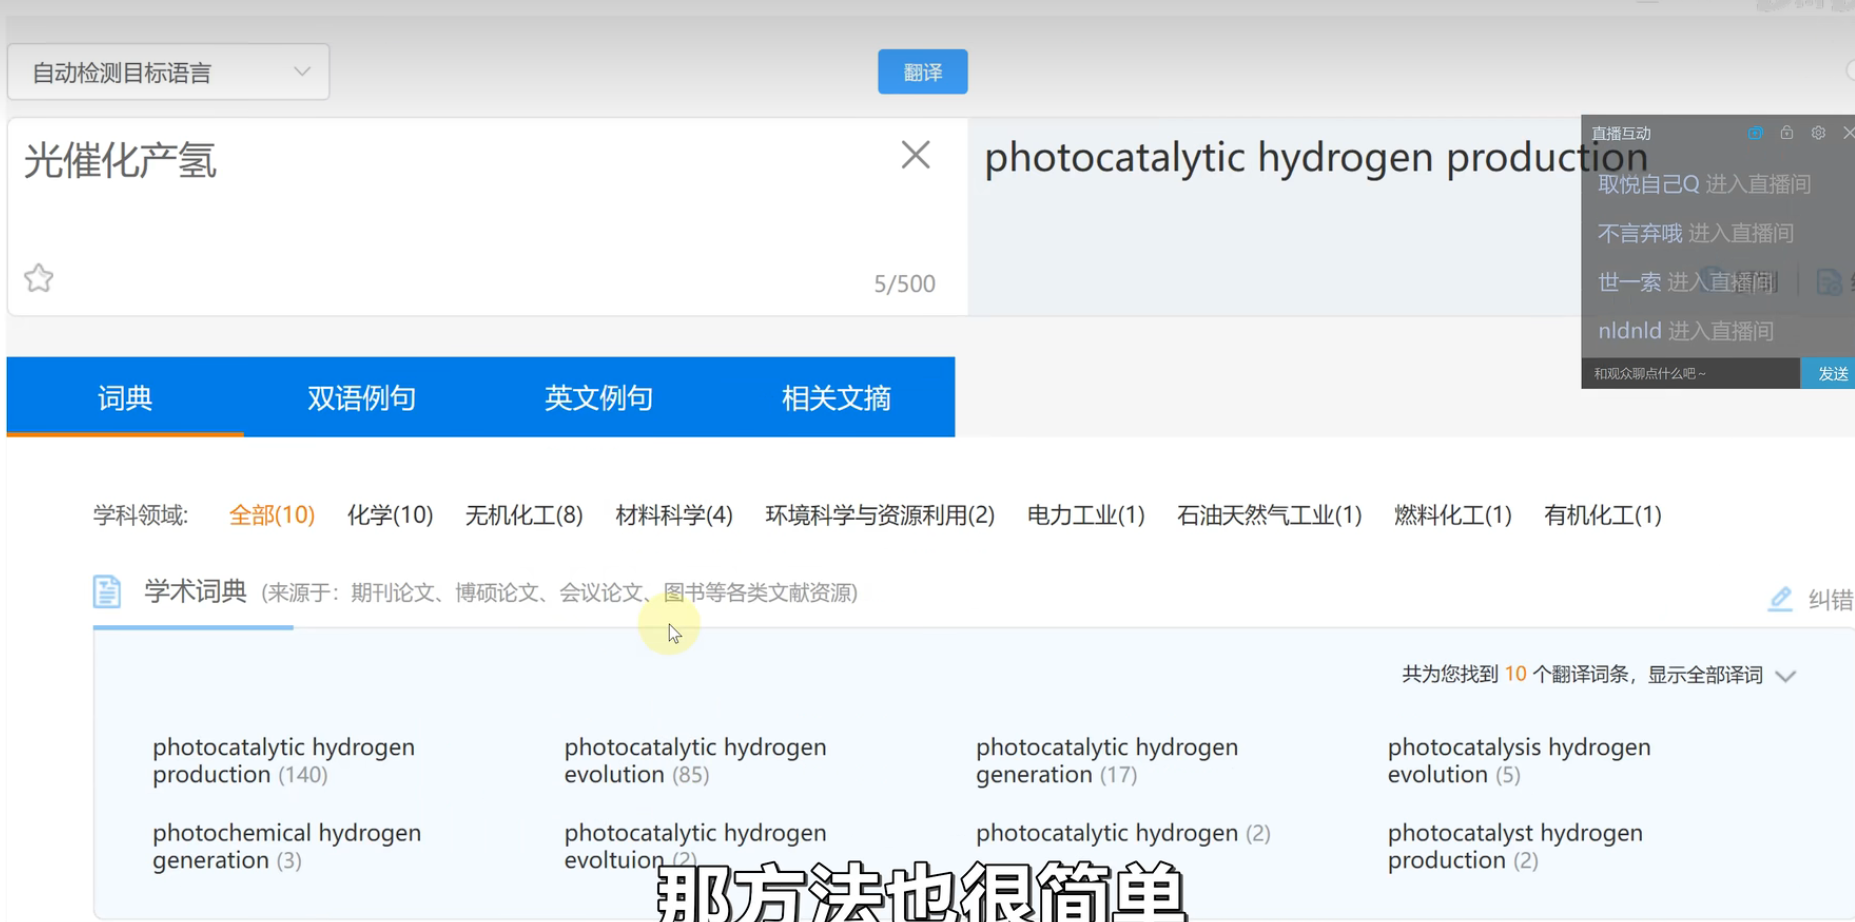 自动检测目标语言
翻译
光催化产氢
5/500
photocatalytic hydrogen production
直播互动
取悦自己Q 进入直播间
不言弃哦 进入直播间
世一索 进入直播间
nldnld 进入直播间
和观众聊点什么吧~
发送
词典 双语例句 英文例句 相关文摘
学科领域: 全部(10) 化学(10) 无机化工(8) 材料科学(4) 环境科学与资源利用(2) 电力工业(1) 石油天然气工业(1) 燃料化工(1) 有机化工(1)
学术词典 (来源于：期刊论文、博硕论文、会议论文、图书等各类文献资源)
纠错
共为您找到 10 个翻译词条，显示全部译词
photocatalytic hydrogen
production (140)
photocatalytic hydrogen
evolution (85)
photocatalytic hydrogen
generation (17)
photocatalysis hydrogen
evolution (5)
photochemical hydrogen
generation (3)
photocatalytic hydrogen
evoltuion (2)
photocatalytic hydrogen (2)
photocatalyst hydrogen
production (2)
那方法也很简单